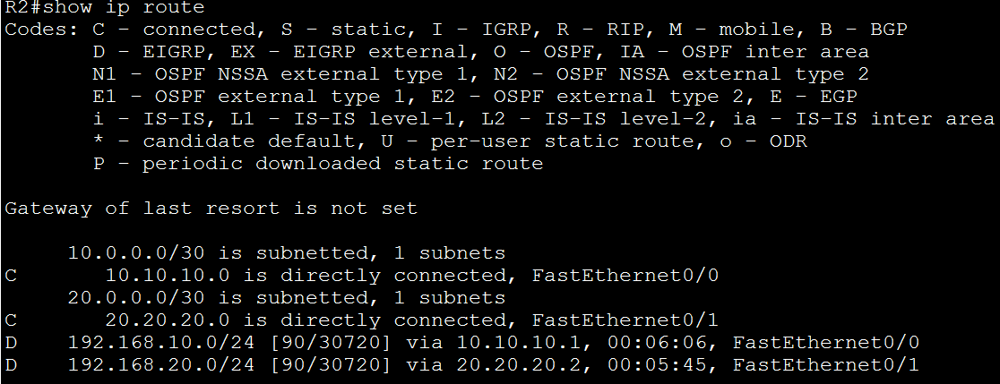 R2#show ip route
Codes: C - connected, S - static, I - IGRP, R - RIP, M - mobile, B - BGP
       D - EIGRP, EX - EIGRP external, O - OSPF, IA - OSPF inter area
       N1 - OSPF NSSA external type 1, N2 - OSPF NSSA external type 2
       E1 - OSPF external type 1, E2 - OSPF external type 2, E - EGP
       i - IS-IS, L1 - IS-IS level-1, L2 - IS-IS level-2, ia - IS-IS inter area
       * - candidate default, U - per-user static route, o - ODR
       P - periodic downloaded static route

Gateway of last resort is not set

     10.0.0.0/30 is subnetted, 1 subnets
C       10.10.10.0 is directly connected, FastEthernet0/0
     20.0.0.0/30 is subnetted, 1 subnets
C       20.20.20.0 is directly connected, FastEthernet0/1
D    192.168.10.0/24 [90/30720] via 10.10.10.1, 00:06:06, FastEthernet0/0
D    192.168.20.0/24 [90/30720] via 20.20.20.2, 00:05:45, FastEthernet0/1